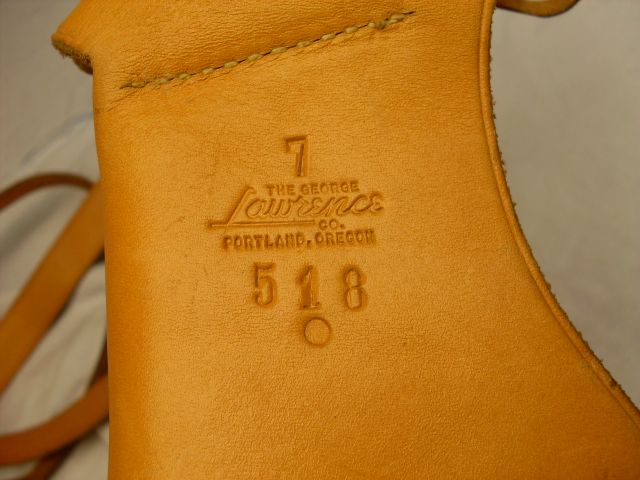 7
THE GEORGE
Lawrence
CO.
PORTLAND, OREGON
518